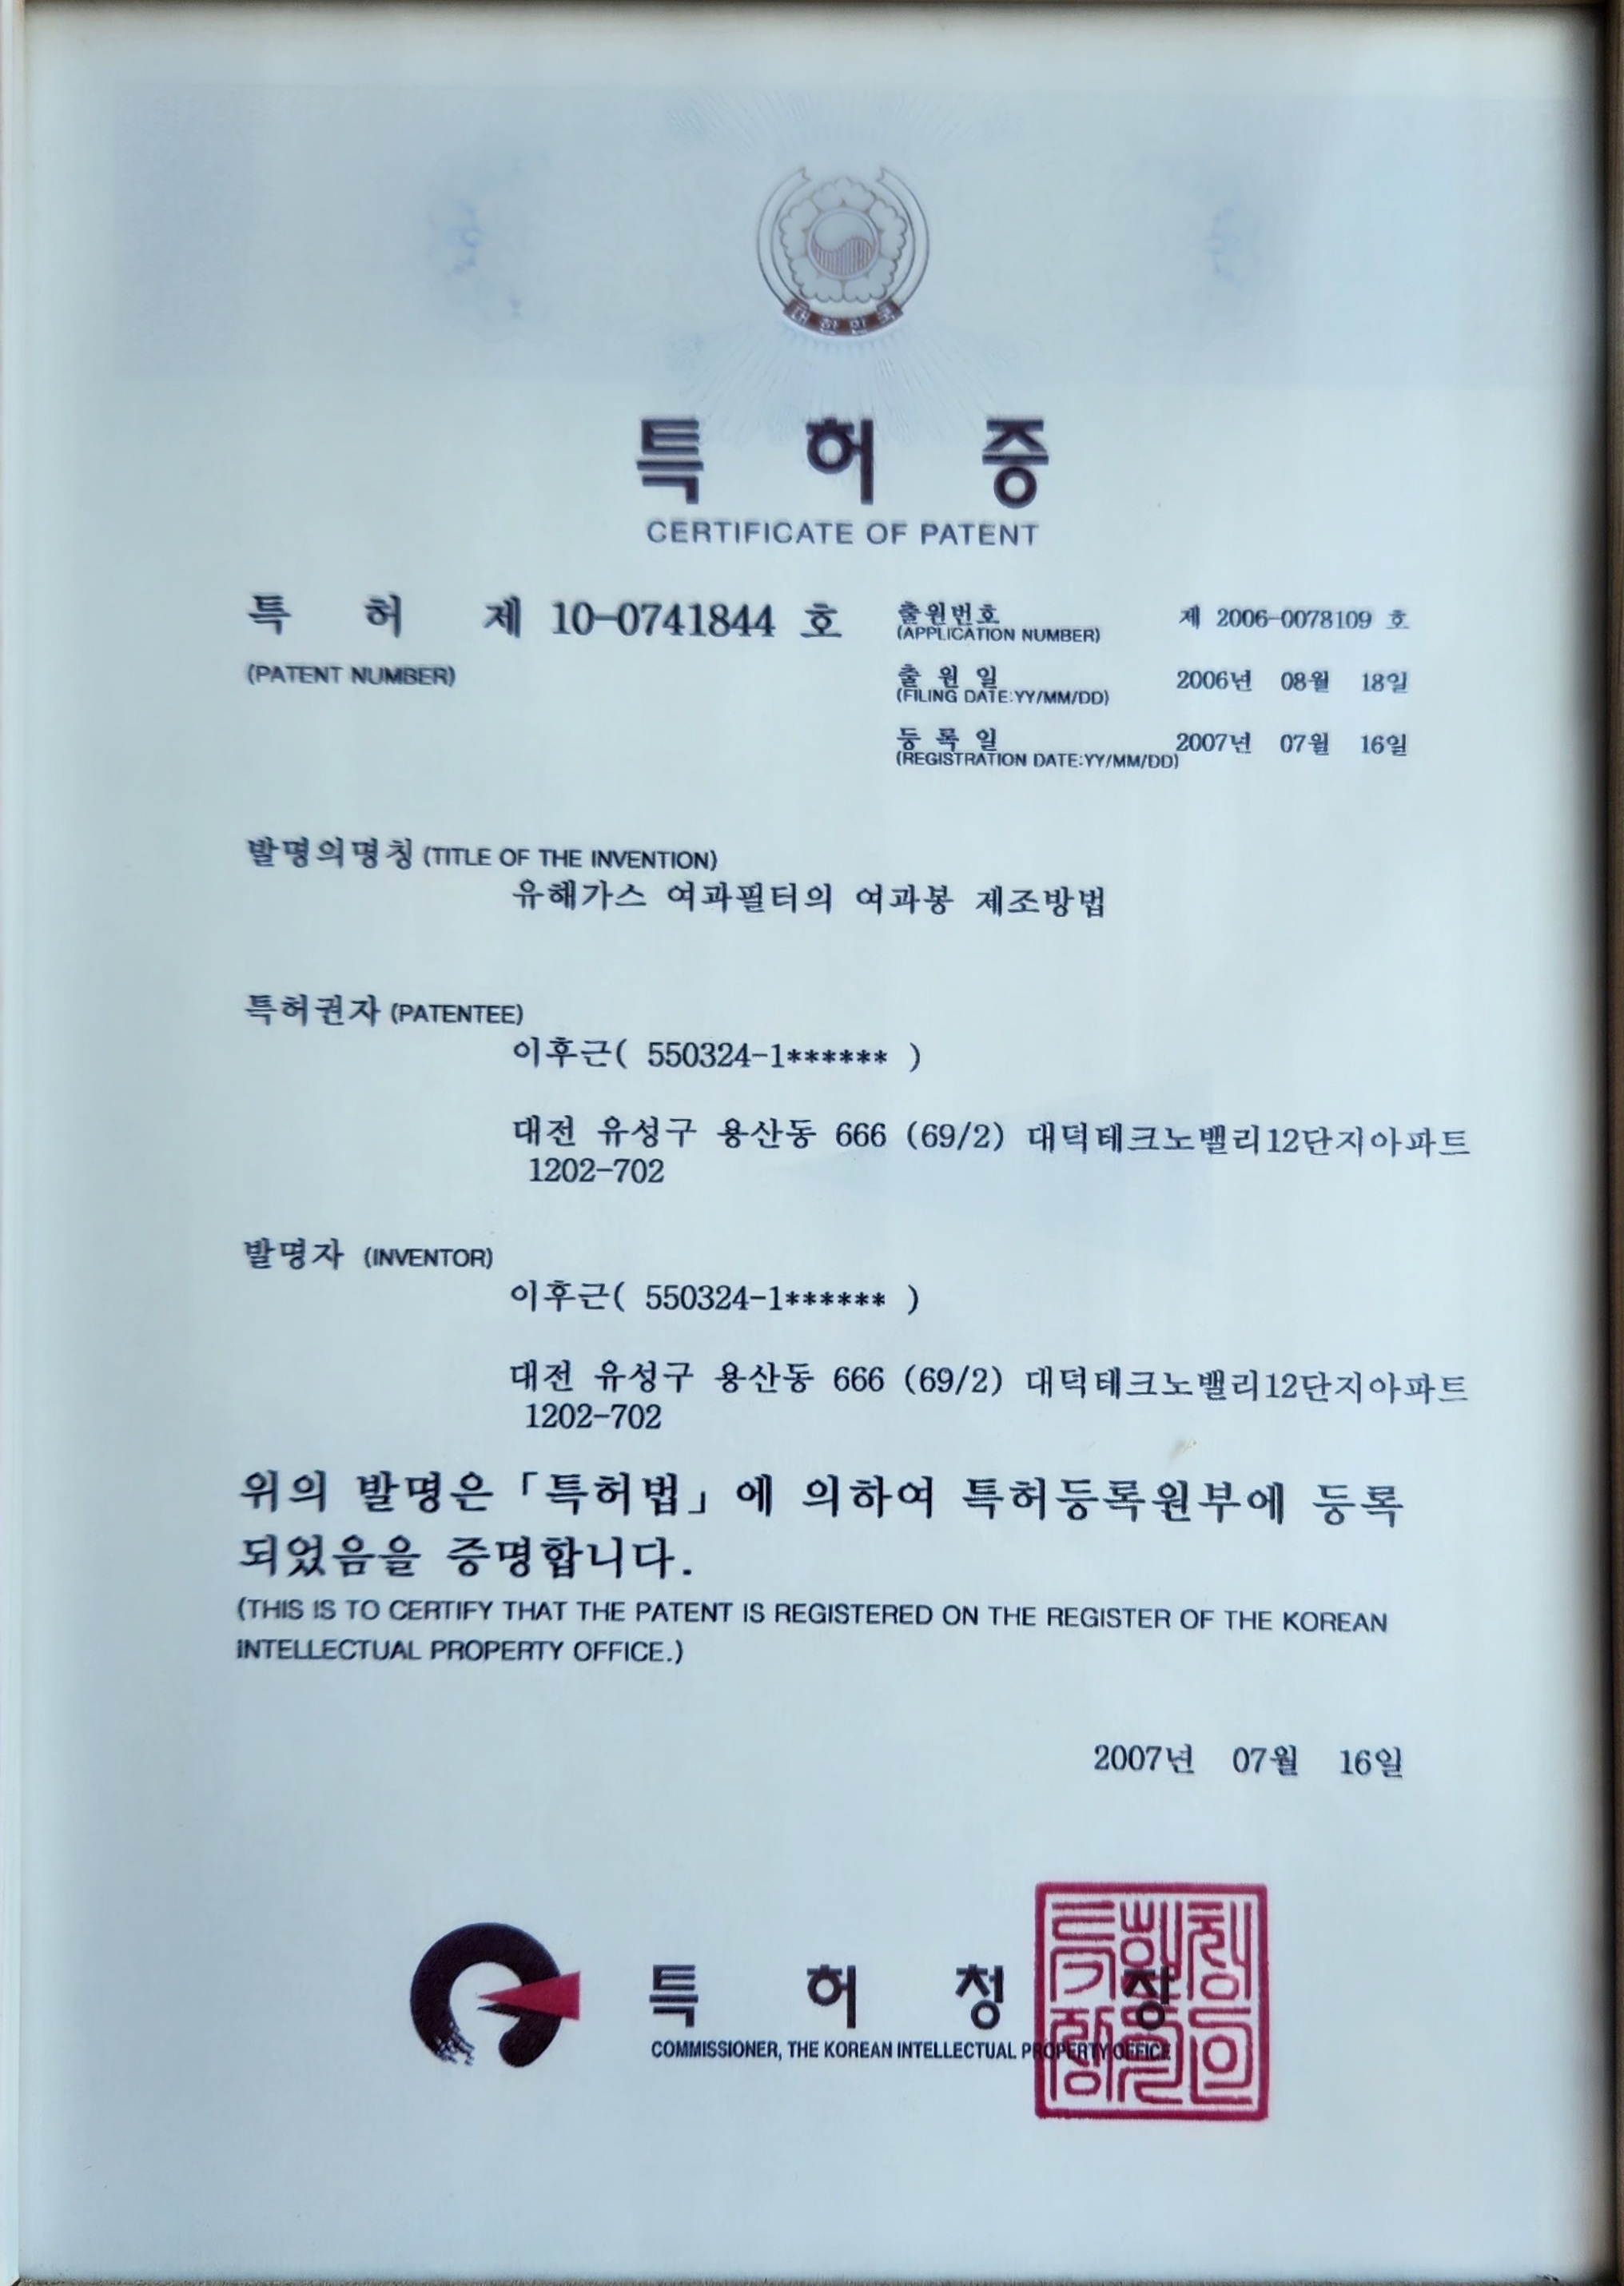 대한민국
특 허 증
CERTIFICATE OF PATENT
특 허 제 10-0741844 호
(PATENT NUMBER)
출원번호 제 2006-0078109 호
(APPLICATION NUMBER)
출 원 일 2006년 08월 18일
(FILING DATE:YY/MM/DD)
등 록 일 2007년 07월 16일
(REGISTRATION DATE:YY/MM/DD)
발명의명칭 (TITLE OF THE INVENTION)
유해가스 여과필터의 여과봉 제조방법
특허권자 (PATENTEE)
이후근( 550324-1****** )
대전 유성구 용산동 666 (69/2) 대덕테크노밸리12단지아파트
1202-702
발명자 (INVENTOR)
이후근( 550324-1****** )
대전 유성구 용산동 666 (69/2) 대덕테크노밸리12단지아파트
1202-702
위의 발명은 「특허법」에 의하여 특허등록원부에 등록
되었음을 증명합니다.
(THIS IS TO CERTIFY THAT THE PATENT IS REGISTERED ON THE REGISTER OF THE KOREAN
INTELLECTUAL PROPERTY OFFICE.)
2007년 07월 16일
특 허 청 장
COMMISSIONER, THE KOREAN INTELLECTUAL PROPERTY OFFICE